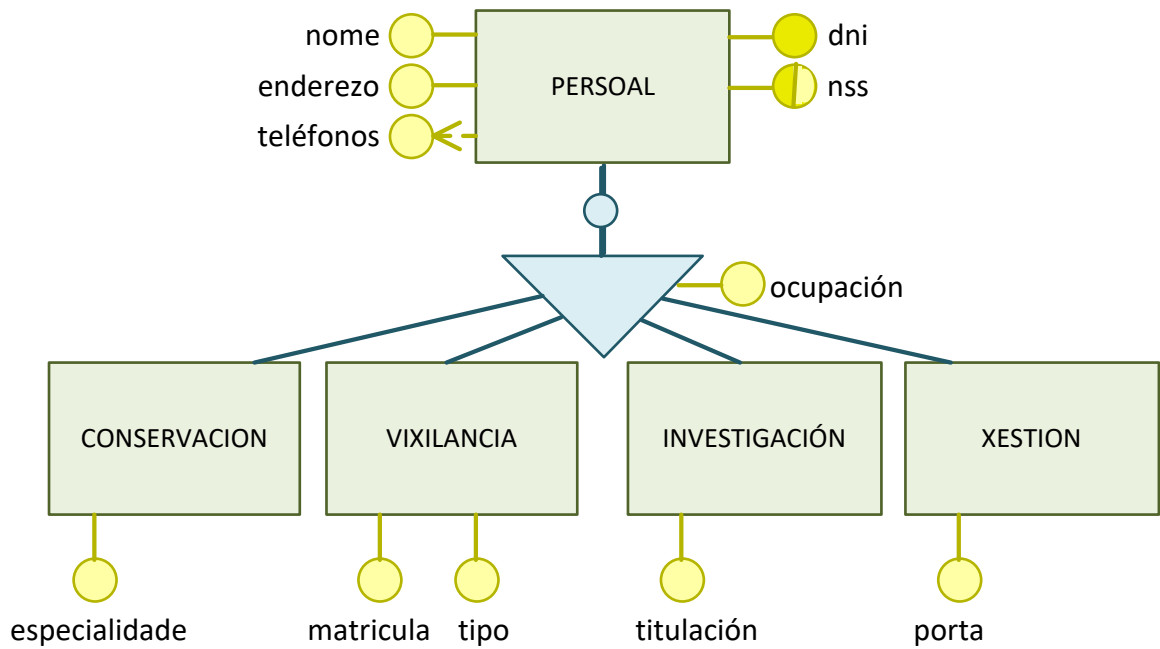 nome
dni
enderezo
PERSOAL
nss
teléfonos
ocupación
CONSERVACION
VIXILANCIA
INVESTIGACIÓN
XESTION
especialidade
matricula
tipo
titulación
porta